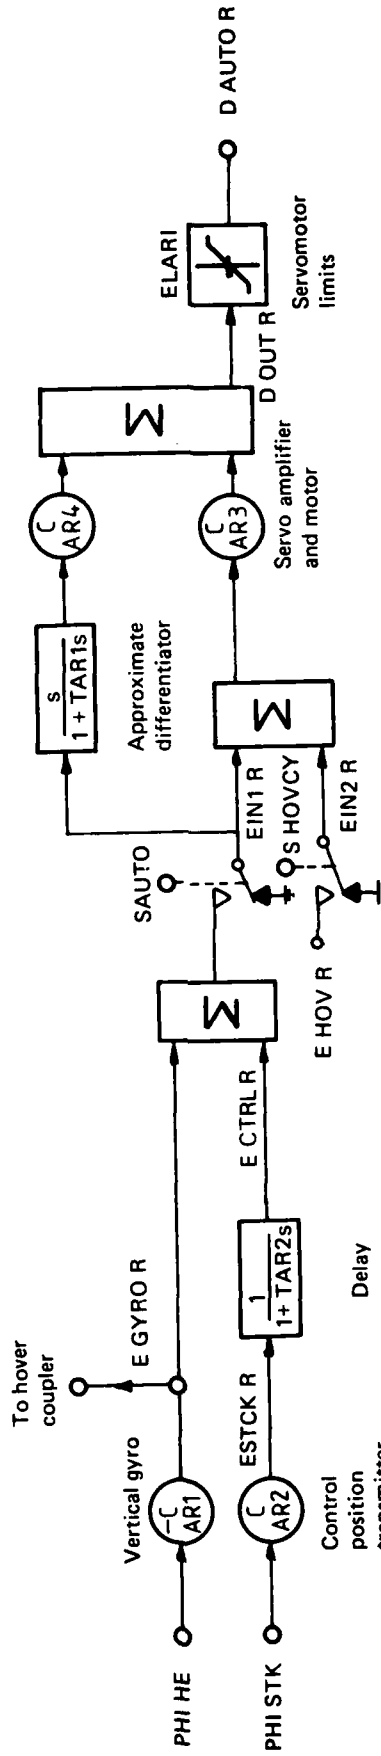 PHI HE
Vertical gyro
-C
AR1
To hover
coupler
E GYRO R
PHI STK
C
AR2
Control
position
ESTCK R
1
1 + TAR2s
Delay
E CTRL R
Σ
SAUTO
E HOV R
S HOVCY
EIN1 R
EIN2 R
Σ
s
1 + TAR1s
Approximate
differentiator
C
AR4
C
AR3
Servo amplifier
and motor
Σ
D OUT R
ELARI
Servomotor
limits
D AUTO R